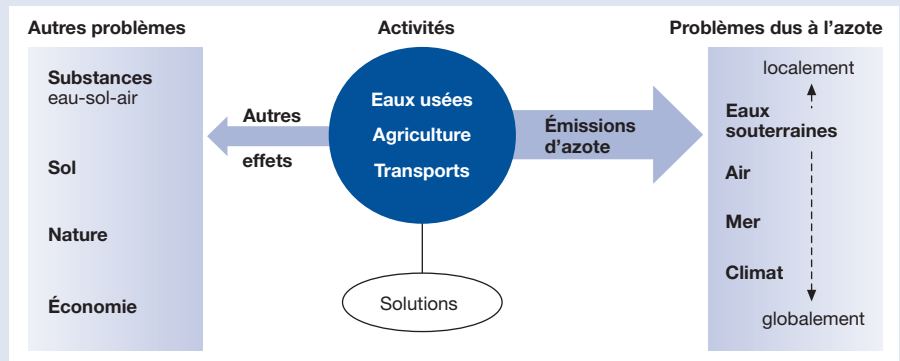 Autres problèmes
Substances
eau-sol-air
Sol
Nature
Économie
Autres
effets
Activités
Eaux usées
Agriculture
Transports
Solutions
Émissions
d'azote
Problèmes dus à l'azote
localement
Eaux
souterraines
Air
Mer
Climat
globalement